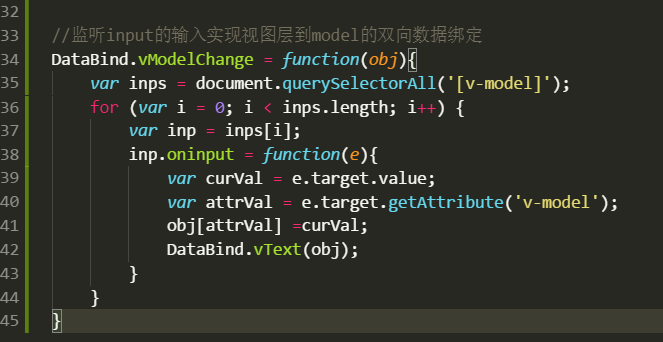 32
33 //监听input的输入实现视图层到model的双向数据绑定
34 DataBind.vModelChange = function(obj){
35 var inps = document.querySelectorAll('[v-model]');
36 for (var i = 0; i < inps.length; i++) {
37 var inp = inps[i];
38 inp.oninput = function(e){
39 var curVal = e.target.value;
40 var attrVal = e.target.getAttribute('v-model');
41 obj[attrVal] =curVal;
42 DataBind.vText(obj);
43 }
44 }
45 }